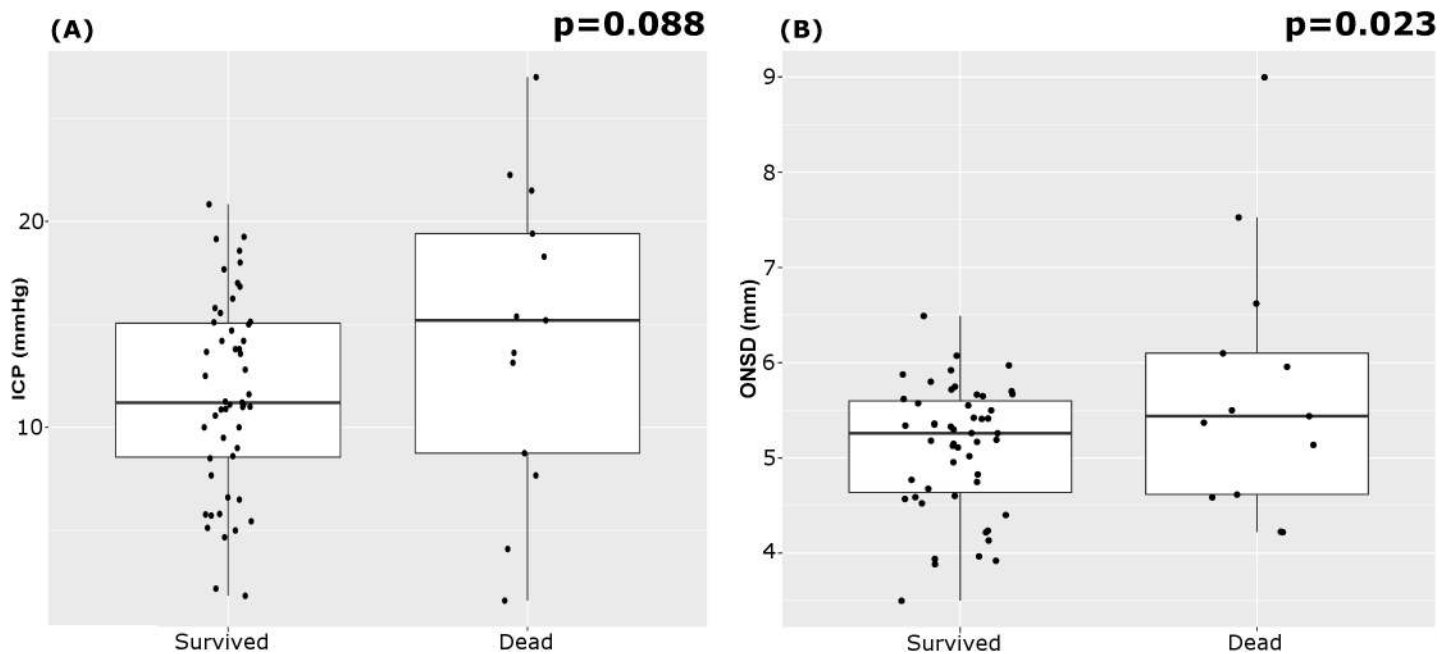 (A)
p=0.088
ICP (mmHg)
20
10
Survived
Dead
(B)
p=0.023
ONSD (mm)
9
8
7
6
5
4
Survived
Dead